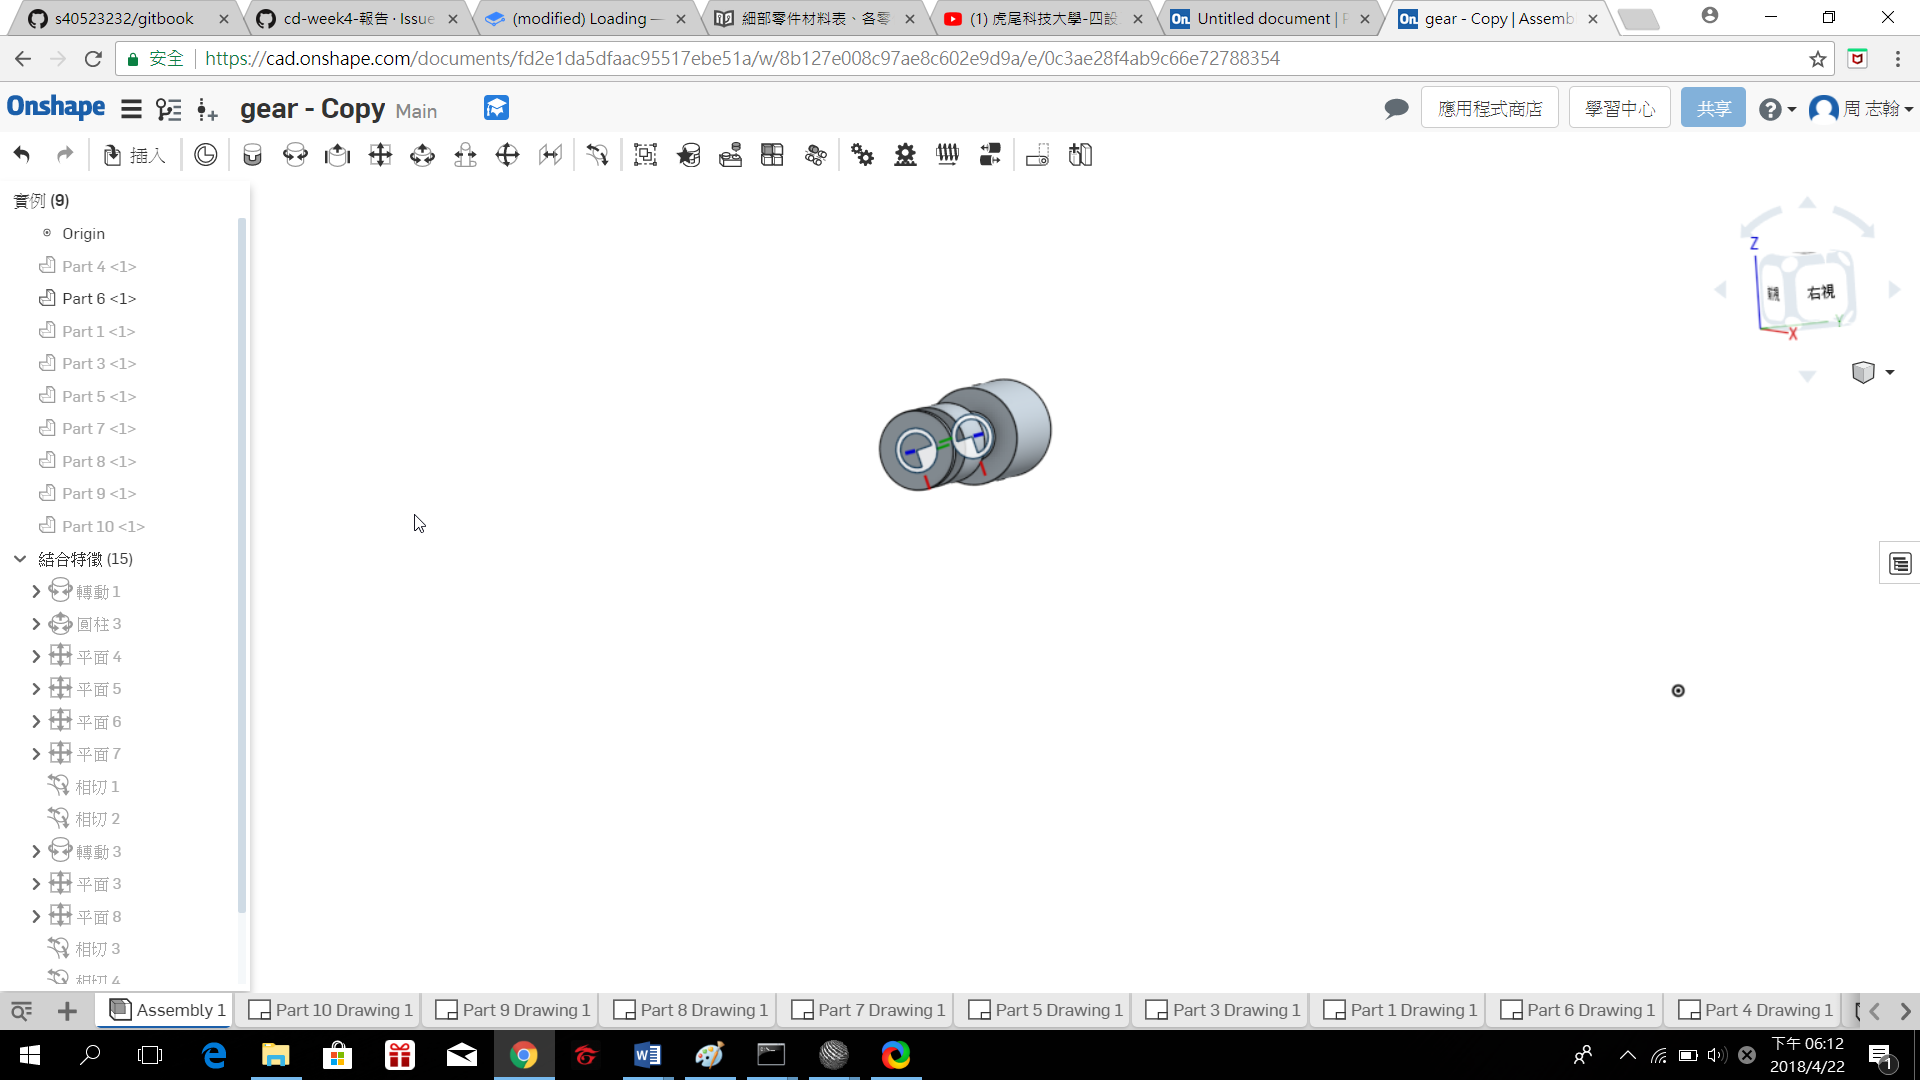 s40523232/gitbook
cd-week4-報告 · Issue
(modified) Loading —
細部零件材料表、各零
(1) 虎尾科技大學-四設
Untitled document |
gear - Copy | Assemb
安全
https://cad.onshape.com/documents/fd2e1da5dfaac95517ebe51a/w/8b127e008c97ae8c602e9d9a/e/0c3ae28f4ab9c66e72788354
Onshape
gear - Copy Main
應用程式商店
學習中心
共享
周 志翰
插入
實例 (9)
Origin
Part 4 <1>
Part 6 <1>
Part 1 <1>
Part 3 <1>
Part 5 <1>
Part 7 <1>
Part 8 <1>
Part 9 <1>
Part 10 <1>
結合特徵 (15)
轉動 1
圓柱 3
平面 4
平面 5
平面 6
平面 7
相切 1
相切 2
轉動 3
平面 3
平面 8
相切 3
相切 4
Z
右視
Y
X
Assembly 1
Part 10 Drawing 1
Part 9 Drawing 1
Part 8 Drawing 1
Part 7 Drawing 1
Part 5 Drawing 1
Part 3 Drawing 1
Part 1 Drawing 1
Part 6 Drawing 1
Part 4 Drawing 1
下午 06:12
2018/4/22
1